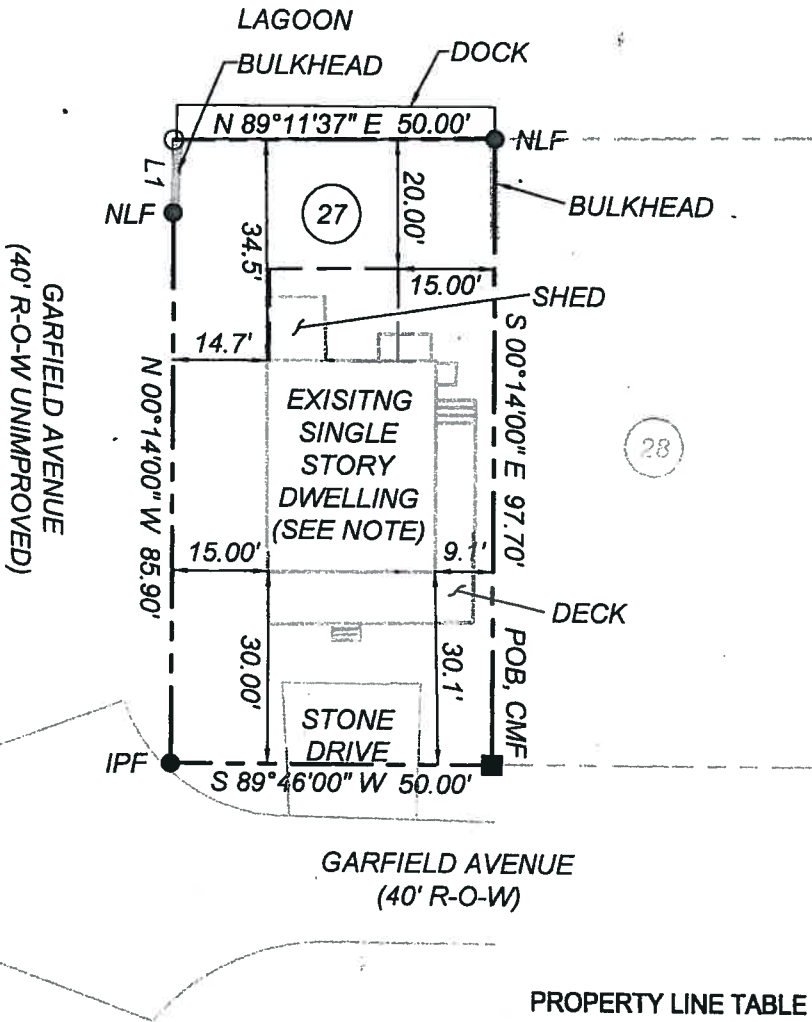 LAGOON
BULKHEAD
DOCK
N 89°11'37" E 50.00'
NLF
L1
NLF
27
20.00'
34.5'
BULKHEAD
15.00'
SHED
14.7'
GARFIELD AVENUE
(40' R-O-W UNIMPROVED)
N 00°14'00" W 85.90'
EXISITNG
SINGLE
STORY
DWELLING
(SEE NOTE)
S 00°14'00" E 97.70'
28
15.00'
9.1'
DECK
30.00'
30.1'
POB, CMF
STONE
DRIVE
IPF
S 89°46'00" W 50.00'
GARFIELD AVENUE
(40' R-O-W)
PROPERTY LINE TABLE